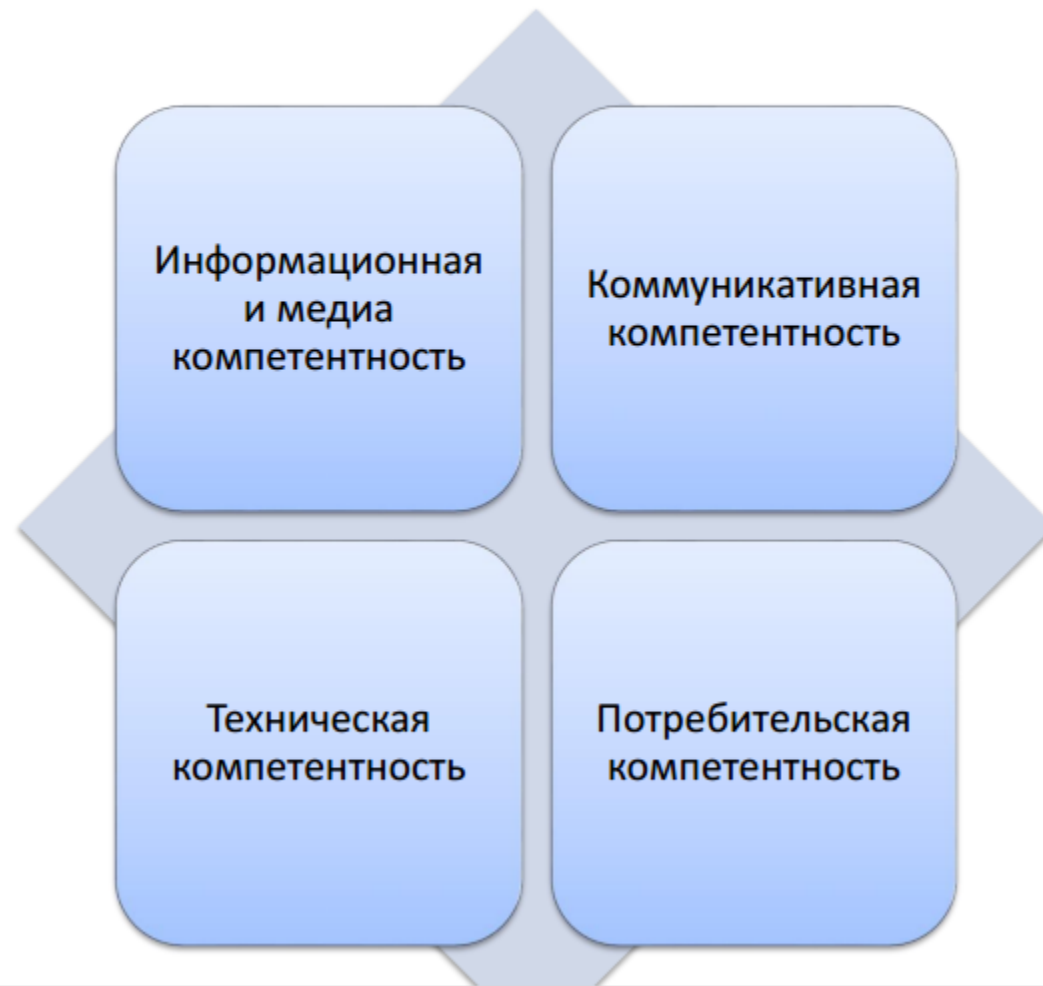 Информационная
и медиа
компетентность
Коммуникативная
компетентность
Техническая
компетентность
Потребительская
компетентность